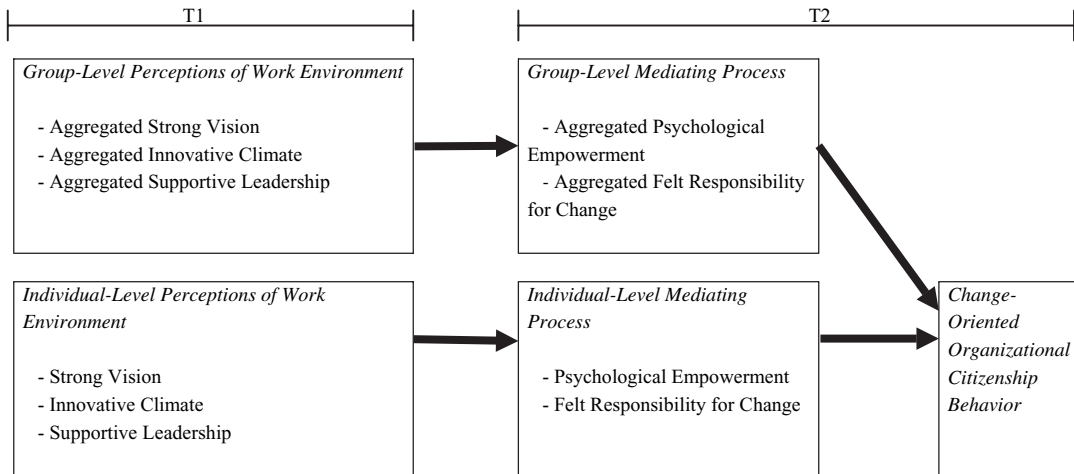 T1
T2
Group-Level Perceptions of Work Environment
- Aggregated Strong Vision
- Aggregated Innovative Climate
- Aggregated Supportive Leadership
Group-Level Mediating Process
- Aggregated Psychological
Empowerment
- Aggregated Felt Responsibility
for Change
Individual-Level Perceptions of Work
Environment
- Strong Vision
- Innovative Climate
- Supportive Leadership
Individual-Level Mediating
Process
- Psychological Empowerment
- Felt Responsibility for Change
Change-
Oriented
Organizational
Citizenship
Behavior